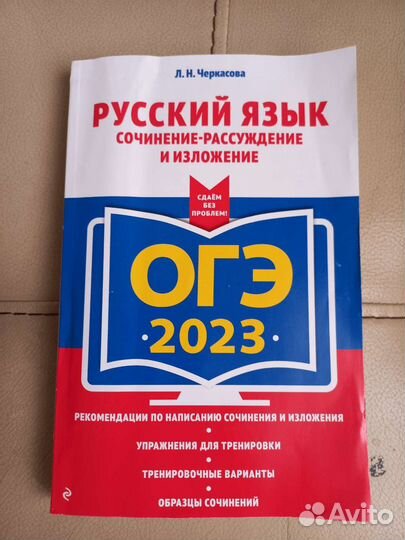 Л. Н. Черкасова
РУССКИЙ ЯЗЫК
СОЧИНЕНИЕ-РАССУЖДЕНИЕ
И ИЗЛОЖЕНИЕ
СДАЁМ БЕЗ
ПРОБЛЕМ!
ОГЭ
·2023·
РЕКОМЕНДАЦИИ ПО НАПИСАНИЮ СОЧИНЕНИЯ И ИЗЛОЖЕНИЯ
•
УПРАЖНЕНИЯ ДЛЯ ТРЕНИРОВКИ
•
ТРЕНИРОВОЧНЫЕ ВАРИАНТЫ
•
ОБРАЗЦЫ СОЧИНЕНИЙ
Avito